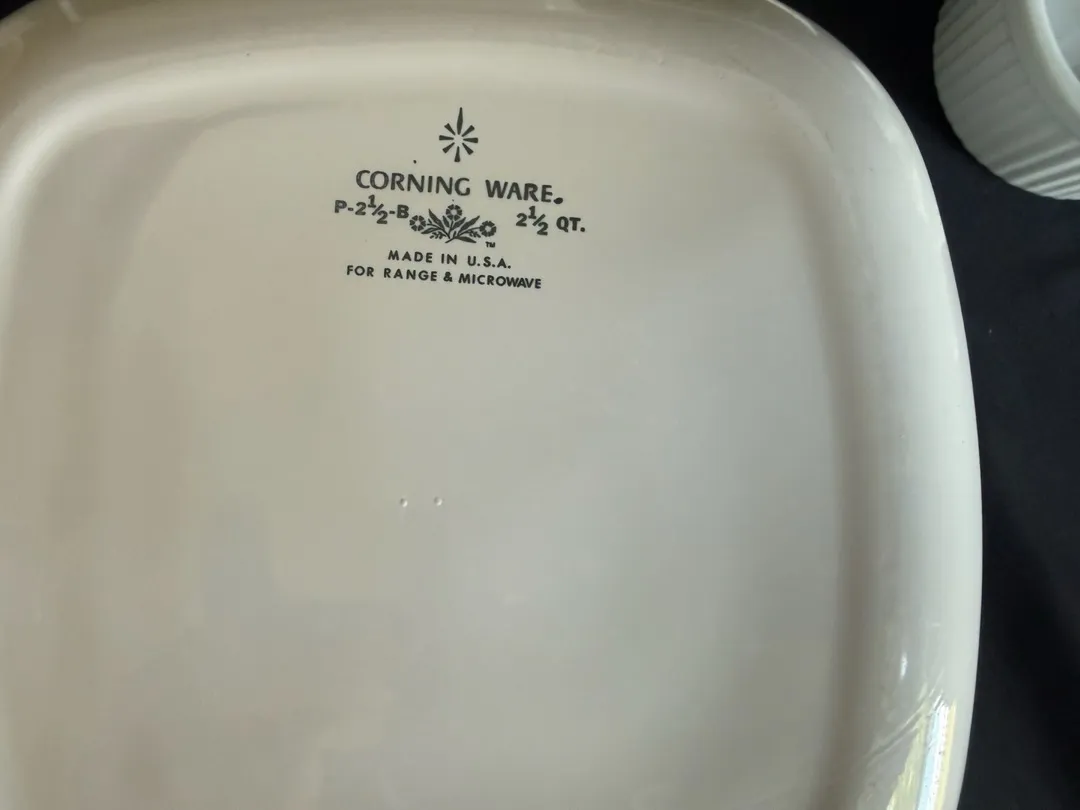 CORNING WARE®
P-2½-B 2½ QT.
TM
MADE IN U.S.A.
FOR RANGE & MICROWAVE